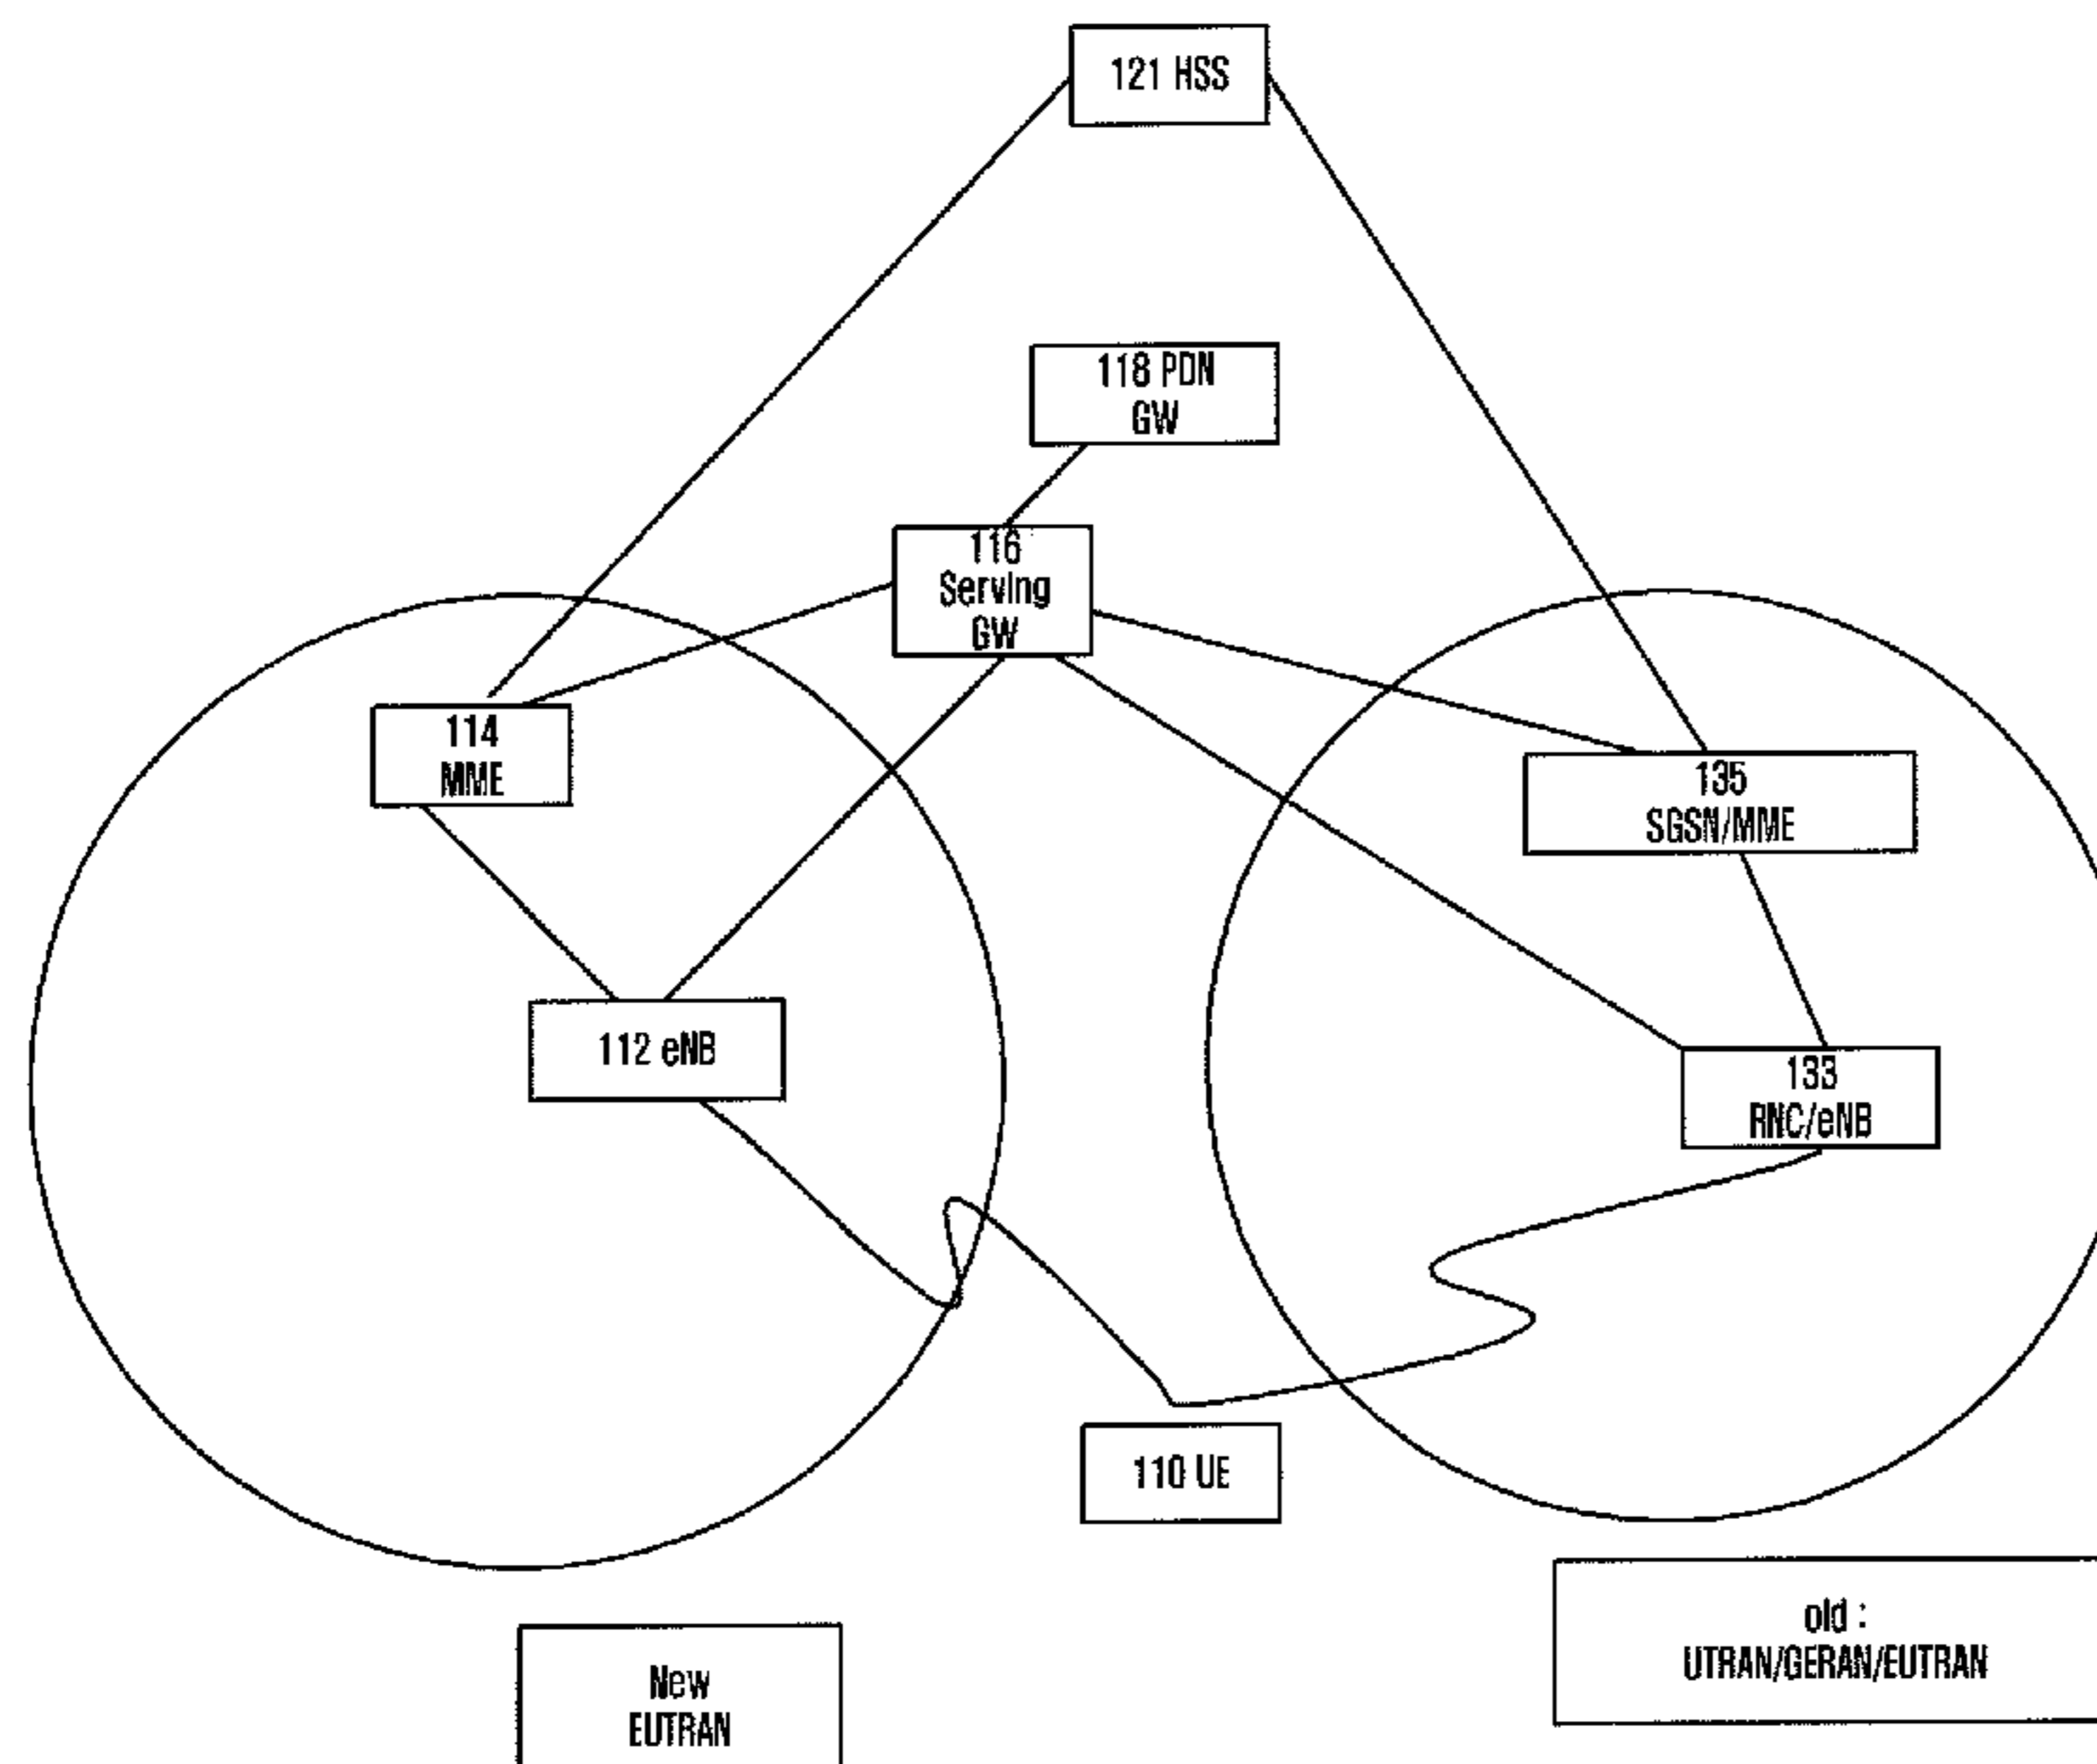 121 HSS
118 PDN
GW
116
Serving
GW
114
MME
135
SGSN/MME
112 eNB
133
RNC/eNB
110 UE
old :
UTRAN/GERAN/EUTRAN
New
EUTRAN